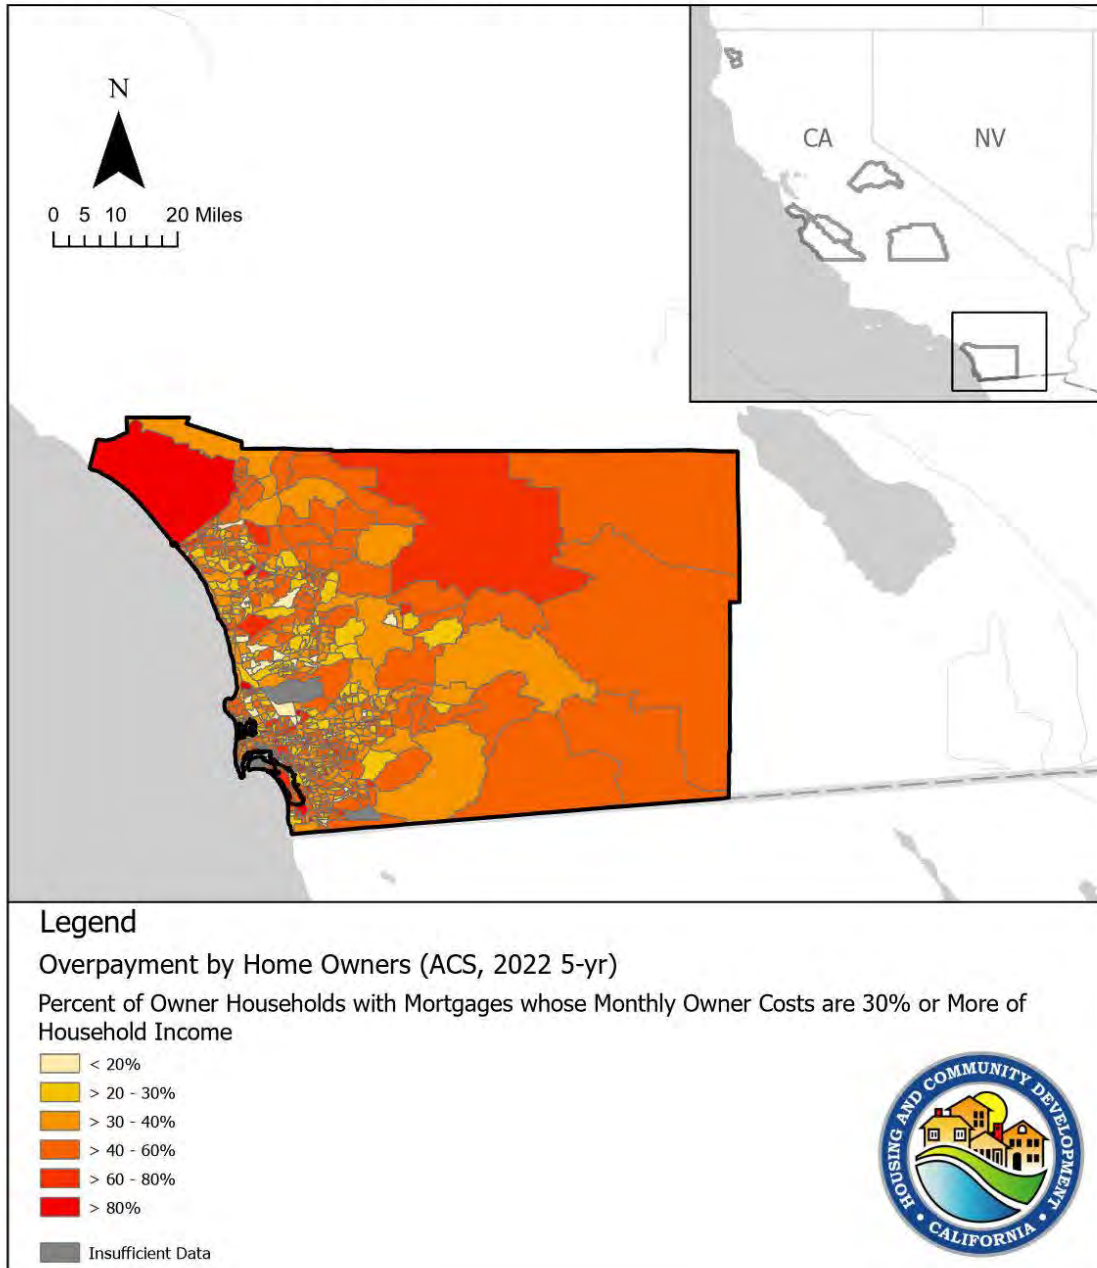 N
0 5 10 20 Miles
CA
NV
Legend
Overpayment by Home Owners (ACS, 2022 5-yr)
Percent of Owner Households with Mortgages whose Monthly Owner Costs are 30% or More of
Household Income
< 20%
> 20 - 30%
> 30 - 40%
> 40 - 60%
> 60 - 80%
> 80%
Insufficient Data
HOUSING AND COMMUNITY DEVELOPMENT
• CALIFORNIA •